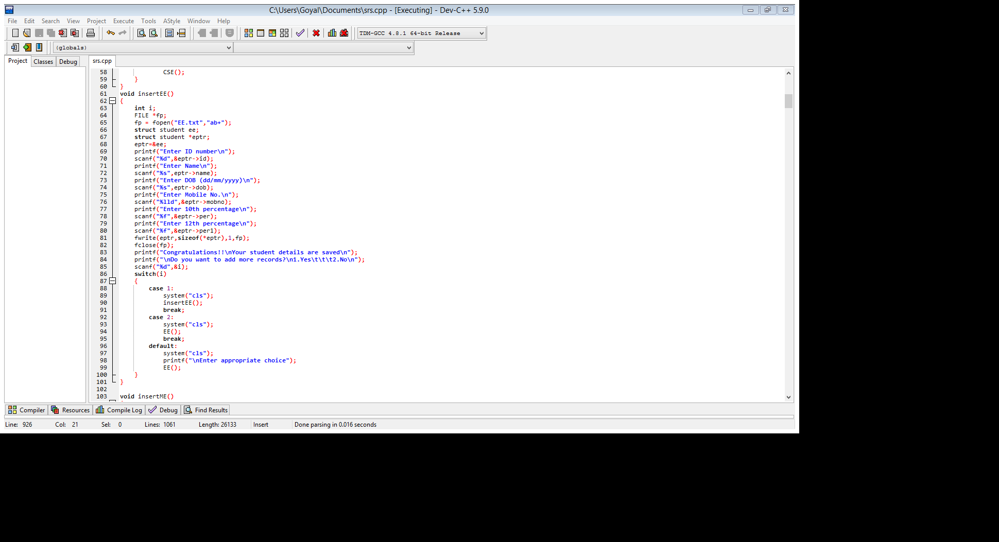 C:\Users\Goyal\Documents\srs.cpp - [Executing] - Dev-C++ 5.9.0
File Edit Search View Project Execute Tools AStyle Window Help
TDM-GCC 4.8.1 64-bit Release
(globals)
Project Classes Debug srs.cpp
58 CSE();
59 }
60 }
61 void insertEE()
62 {
63 int i;
64 FILE *fp;
65 fp = fopen("EE.txt","ab+");
66 struct student ee;
67 struct student *eptr;
68 eptr=&ee;
69 printf("Enter ID number\n");
70 scanf("%d",&eptr->id);
71 printf("Enter Name\n");
72 scanf("%s",eptr->name);
73 printf("Enter DOB (dd/mm/yyyy)\n");
74 scanf("%s",eptr->dob);
75 printf("Enter Mobile No.\n");
76 scanf("%lld",&eptr->mobno);
77 printf("Enter 10th percentage\n");
78 scanf("%f",&eptr->per);
79 printf("Enter 12th percentage\n");
80 scanf("%f",&eptr->per1);
81 fwrite(eptr,sizeof(*eptr),1,fp);
82 fclose(fp);
83 printf("Congratulations!!\nYour student details are saved\n");
84 printf("\nDo you want to add more records?\n1.Yes\t\t\t2.No\n");
85 scanf("%d",&i);
86 switch(i)
87 {
88 case 1:
89 system("cls");
90 insertEE();
91 break;
92 case 2:
93 system("cls");
94 EE();
95 break;
96 default:
97 system("cls");
98 printf("\nEnter appropriate choice");
99 EE();
100 }
101 }
102
103 void insertME()
Compiler Resources Compile Log Debug Find Results
Line: 926 Col: 21 Sel: 0 Lines: 1061 Length: 26133 Insert Done parsing in 0.016 seconds